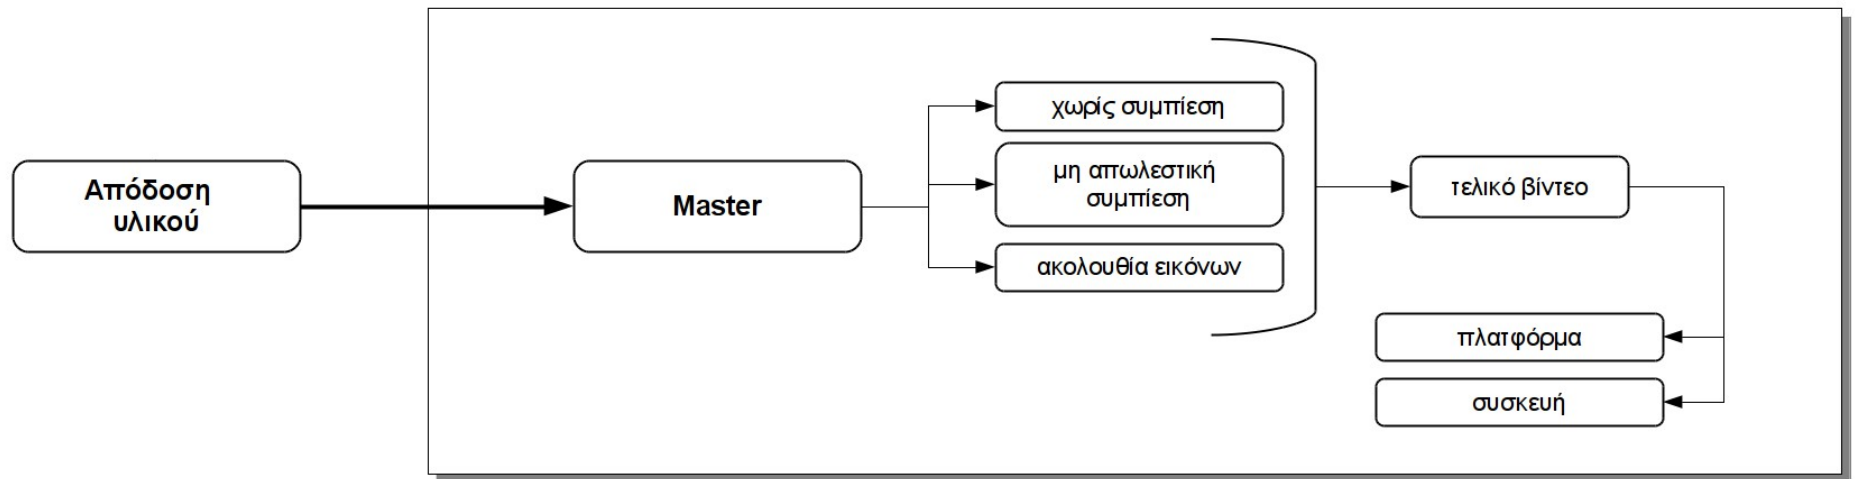 Απόδοση
υλικού
Master
χωρίς συμπίεση
μη απωλεστική
συμπίεση
ακολουθία εικόνων
τελικό βίντεο
πλατφόρμα
συσκευή